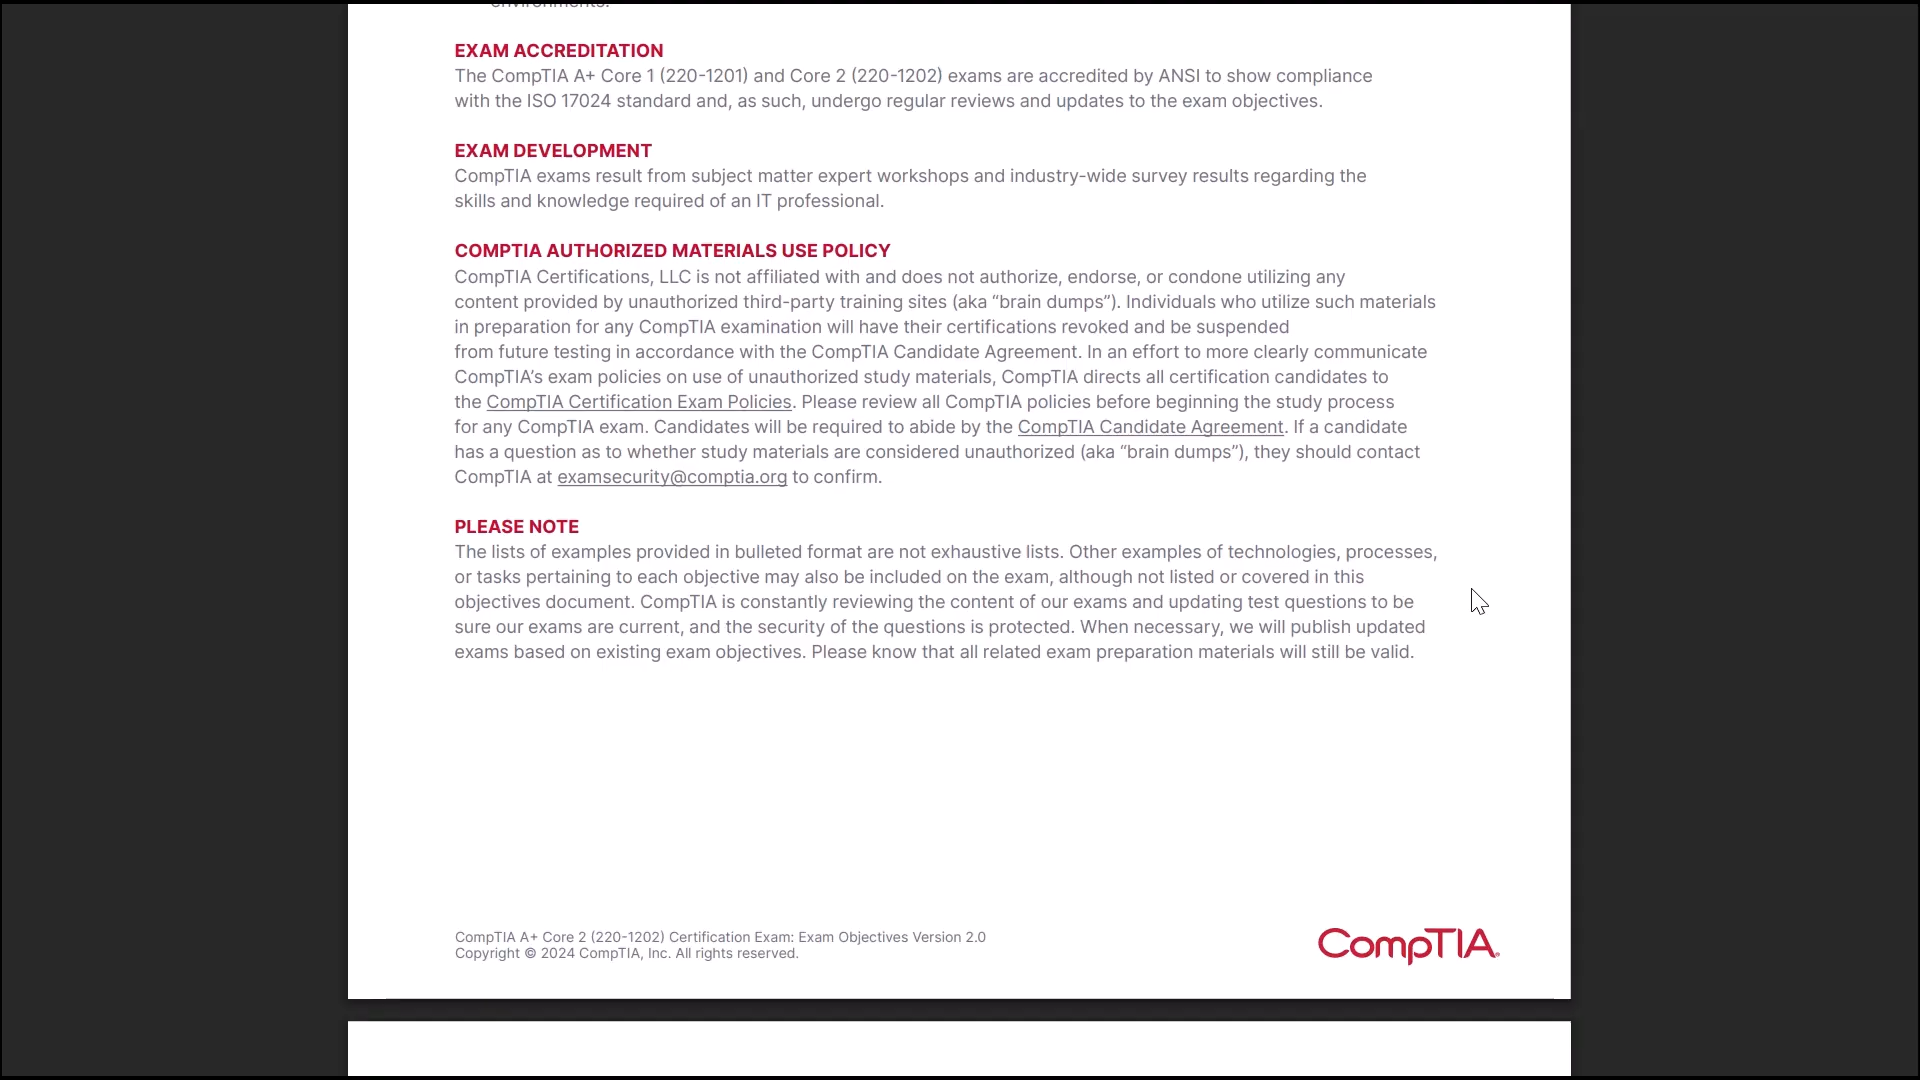 environments.
EXAM ACCREDITATION
The CompTIA A+ Core 1 (220-1201) and Core 2 (220-1202) exams are accredited by ANSI to show compliance
with the ISO 17024 standard and, as such, undergo regular reviews and updates to the exam objectives.
EXAM DEVELOPMENT
CompTIA exams result from subject matter expert workshops and industry-wide survey results regarding the
skills and knowledge required of an IT professional.
COMPTIA AUTHORIZED MATERIALS USE POLICY
CompTIA Certifications, LLC is not affiliated with and does not authorize, endorse, or condone utilizing any
content provided by unauthorized third-party training sites (aka “brain dumps”). Individuals who utilize such materials
in preparation for any CompTIA examination will have their certifications revoked and be suspended
from future testing in accordance with the CompTIA Candidate Agreement. In an effort to more clearly communicate
CompTIA’s exam policies on use of unauthorized study materials, CompTIA directs all certification candidates to
the CompTIA Certification Exam Policies. Please review all CompTIA policies before beginning the study process
for any CompTIA exam. Candidates will be required to abide by the CompTIA Candidate Agreement. If a candidate
has a question as to whether study materials are considered unauthorized (aka “brain dumps”), they should contact
CompTIA at examsecurity@comptia.org to confirm.
PLEASE NOTE
The lists of examples provided in bulleted format are not exhaustive lists. Other examples of technologies, processes,
or tasks pertaining to each objective may also be included on the exam, although not listed or covered in this
objectives document. CompTIA is constantly reviewing the content of our exams and updating test questions to be
sure our exams are current, and the security of the questions is protected. When necessary, we will publish updated
exams based on existing exam objectives. Please know that all related exam preparation materials will still be valid.
CompTIA A+ Core 2 (220-1202) Certification Exam: Exam Objectives Version 2.0
Copyright © 2024 CompTIA, Inc. All rights reserved.
CompTIA.